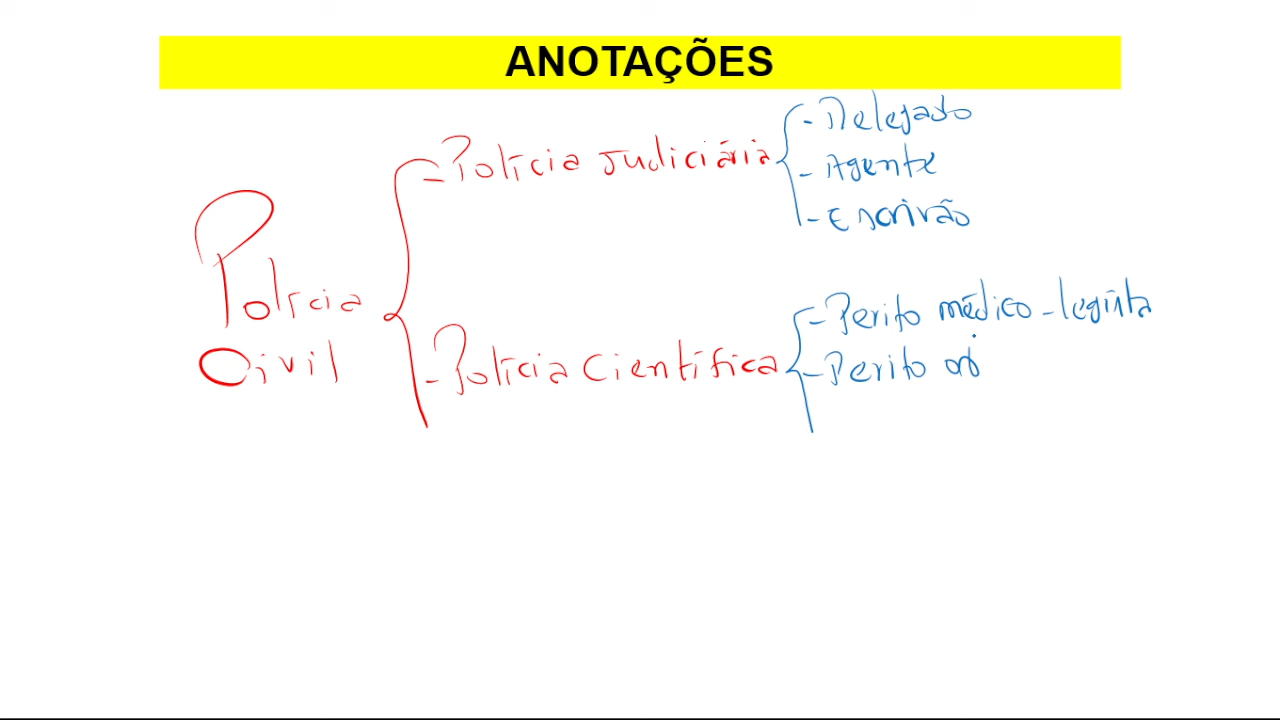 ANOTAÇÕES
Polícia
Civil
- Polícia Judiciária
- Delegado
- Agente
- Escrivão
- Polícia Científica
- Perito médico-legista
- Perito